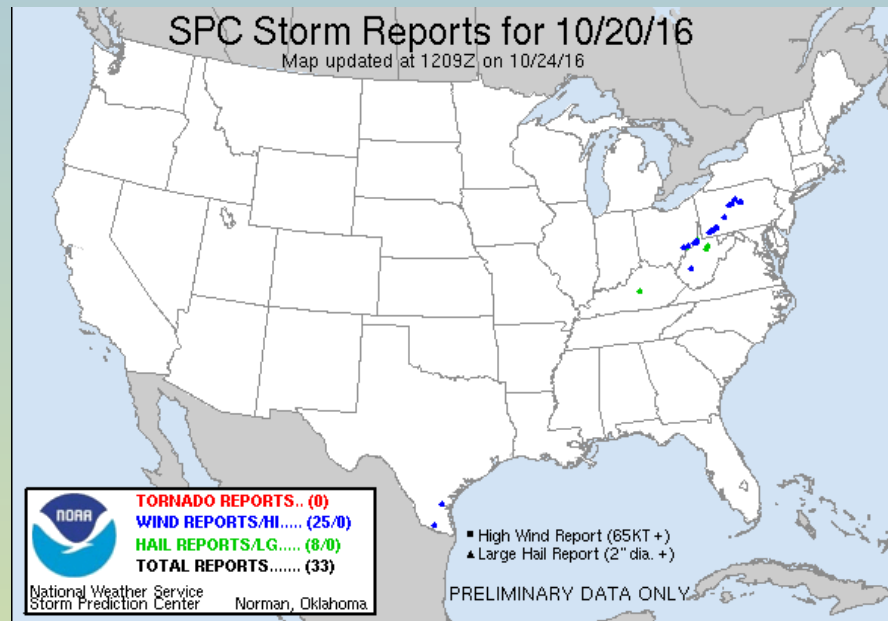 SPC Storm Reports for 10/20/16
Map updated at 1209Z on 10/24/16
NOAA
TORNADO REPORTS.. (0)
WIND REPORTS/HI..... (25/0)
HAIL REPORTS/LG..... (8/0)
TOTAL REPORTS....... (33)
National Weather Service
Storm Prediction Center Norman, Oklahoma
High Wind Report (65KT +)
Large Hail Report (2" dia. +)
PRELIMINARY DATA ONLY